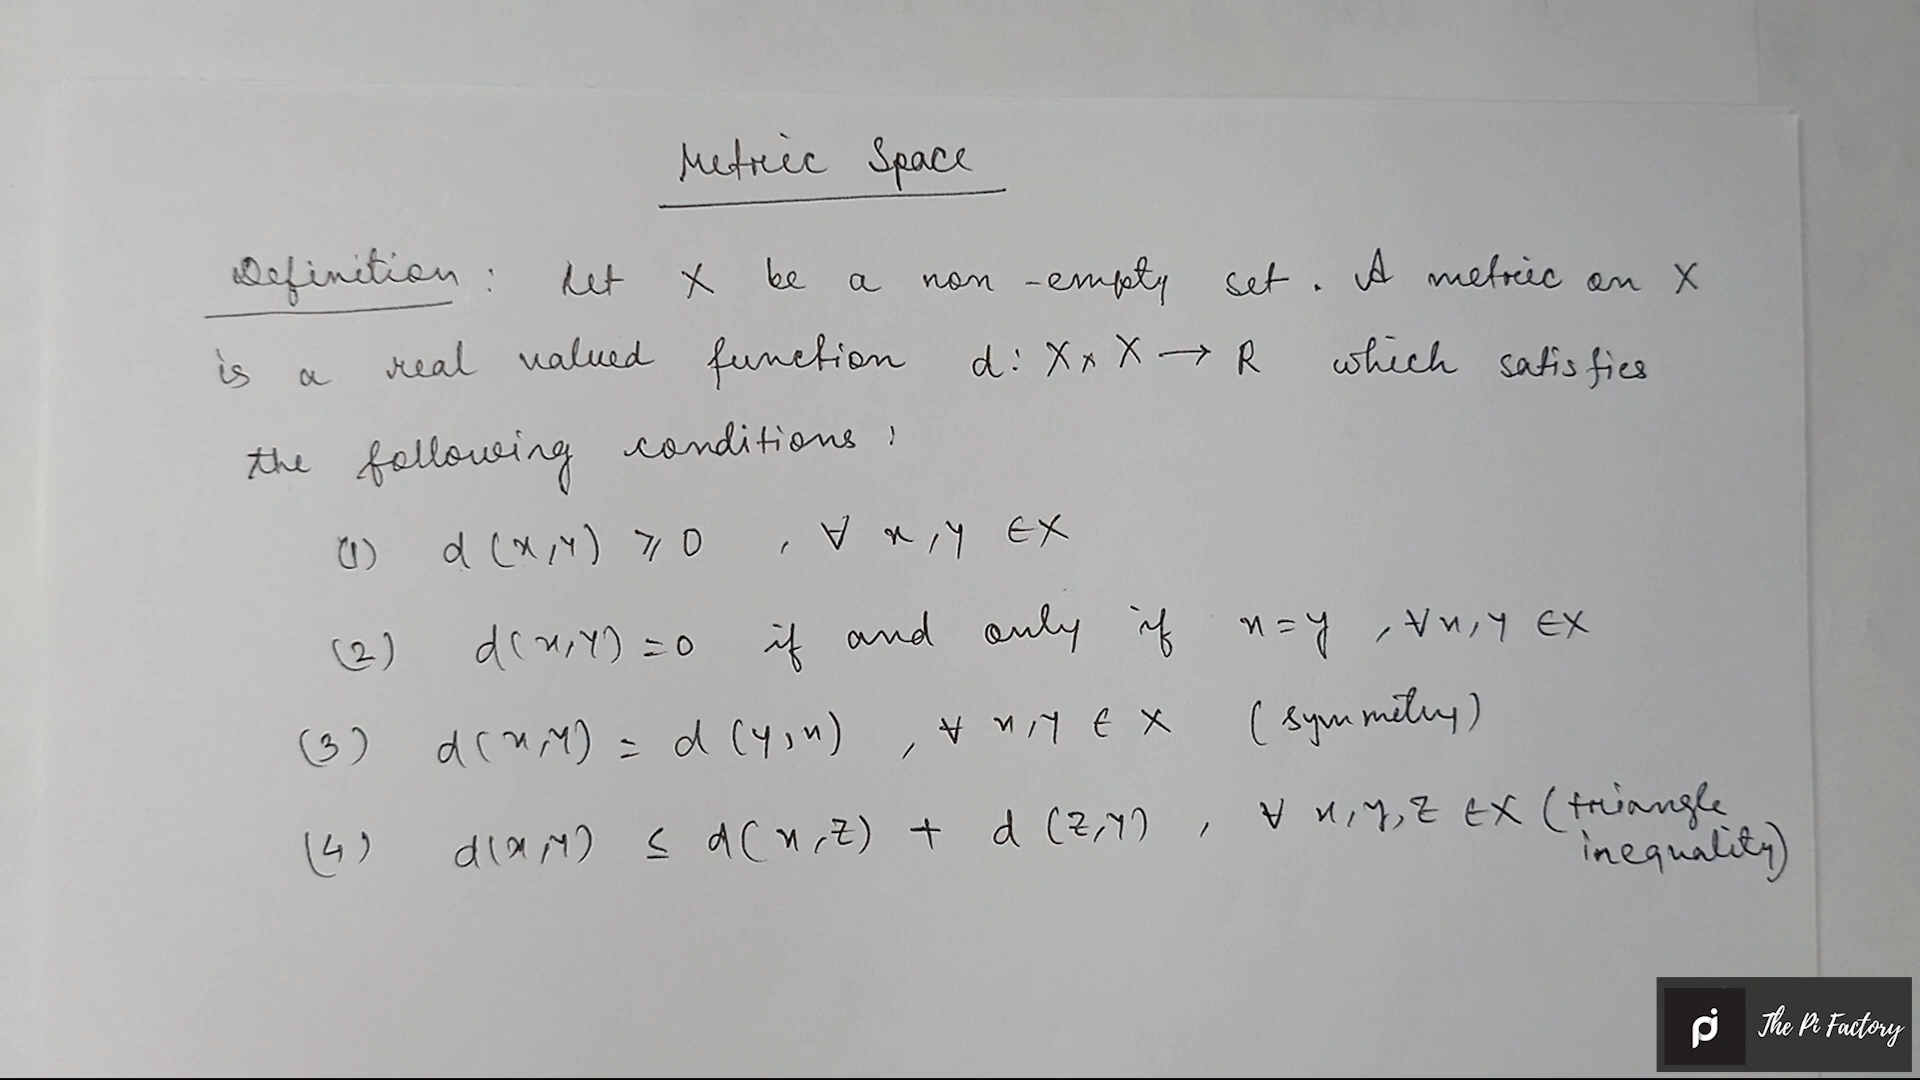 Metric Space
Definition : Let X be a non-empty set. A metric on X
is a real valued function d: X × X → R which satisfies
the following conditions :
(1) d(x,y) ≥ 0 , ∀ x,y ∈ X
(2) d(x,y) = 0 if and only if x=y , ∀ x,y ∈ X
(3) d(x,y) = d(y,x) , ∀ x,y ∈ X (symmetry)
(4) d(x,y) ≤ d(x,z) + d(z,y) , ∀ x,y,z ∈ X (triangle
inequality)
pi The Pi Factory